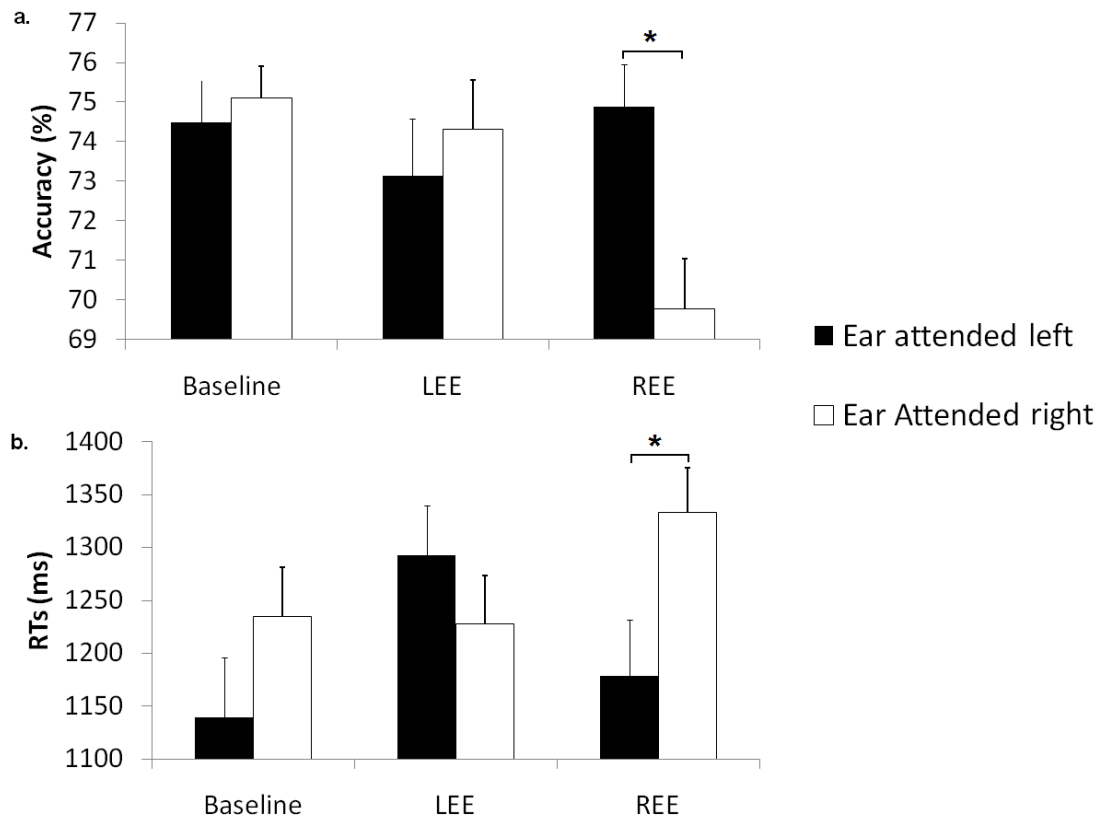 a.
Accuracy (%)
77
76
75
74
73
72
71
70
69
*
Baseline LEE REE
Ear attended left
Ear Attended right
b.
RTs (ms)
1400
1350
1300
1250
1200
1150
1100
*
Baseline LEE REE